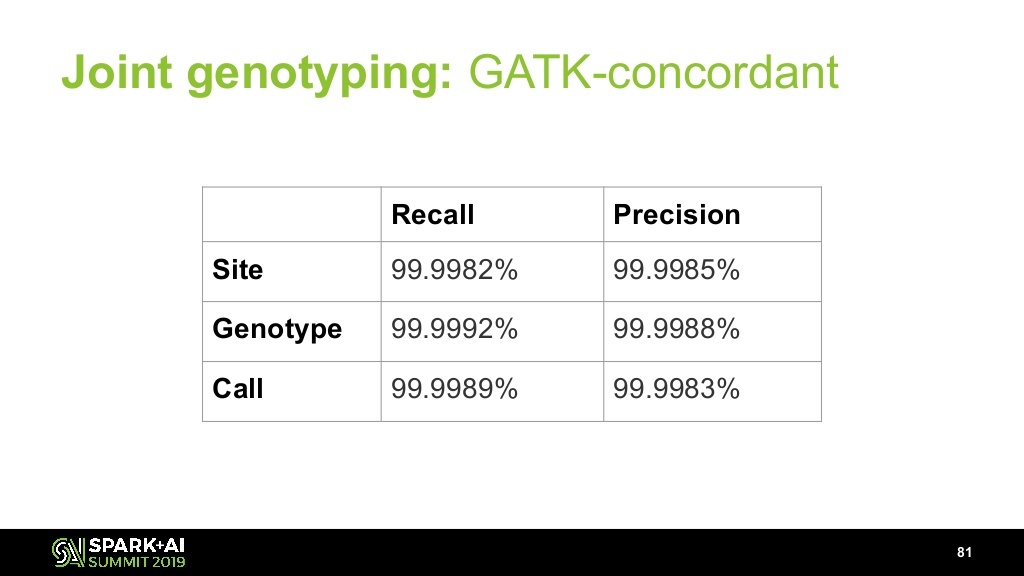 Joint genotyping: GATK-concordant
Recall Precision
Site 99.9982% 99.9985%
Genotype 99.9992% 99.9988%
Call 99.9989% 99.9983%
SPARK+AI
SUMMIT 2019
81